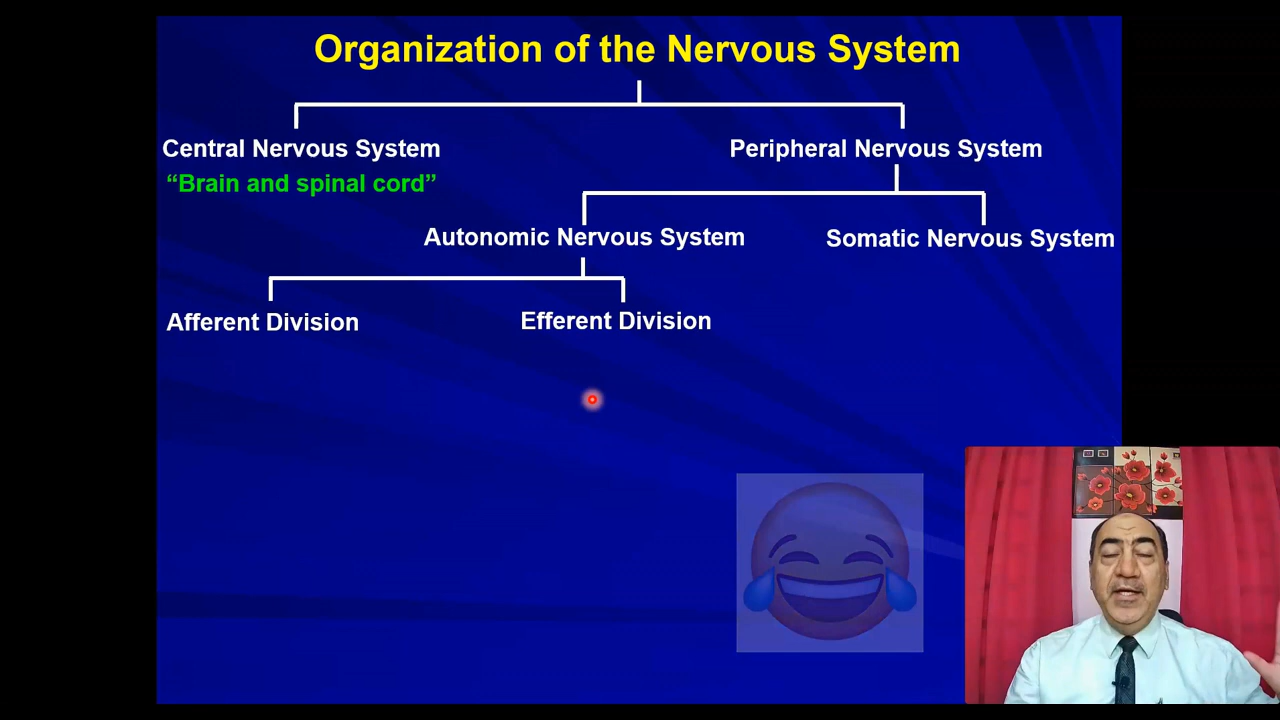 Organization of the Nervous System
Central Nervous System
Peripheral Nervous System
“Brain and spinal cord”
Autonomic Nervous System
Somatic Nervous System
Afferent Division
Efferent Division